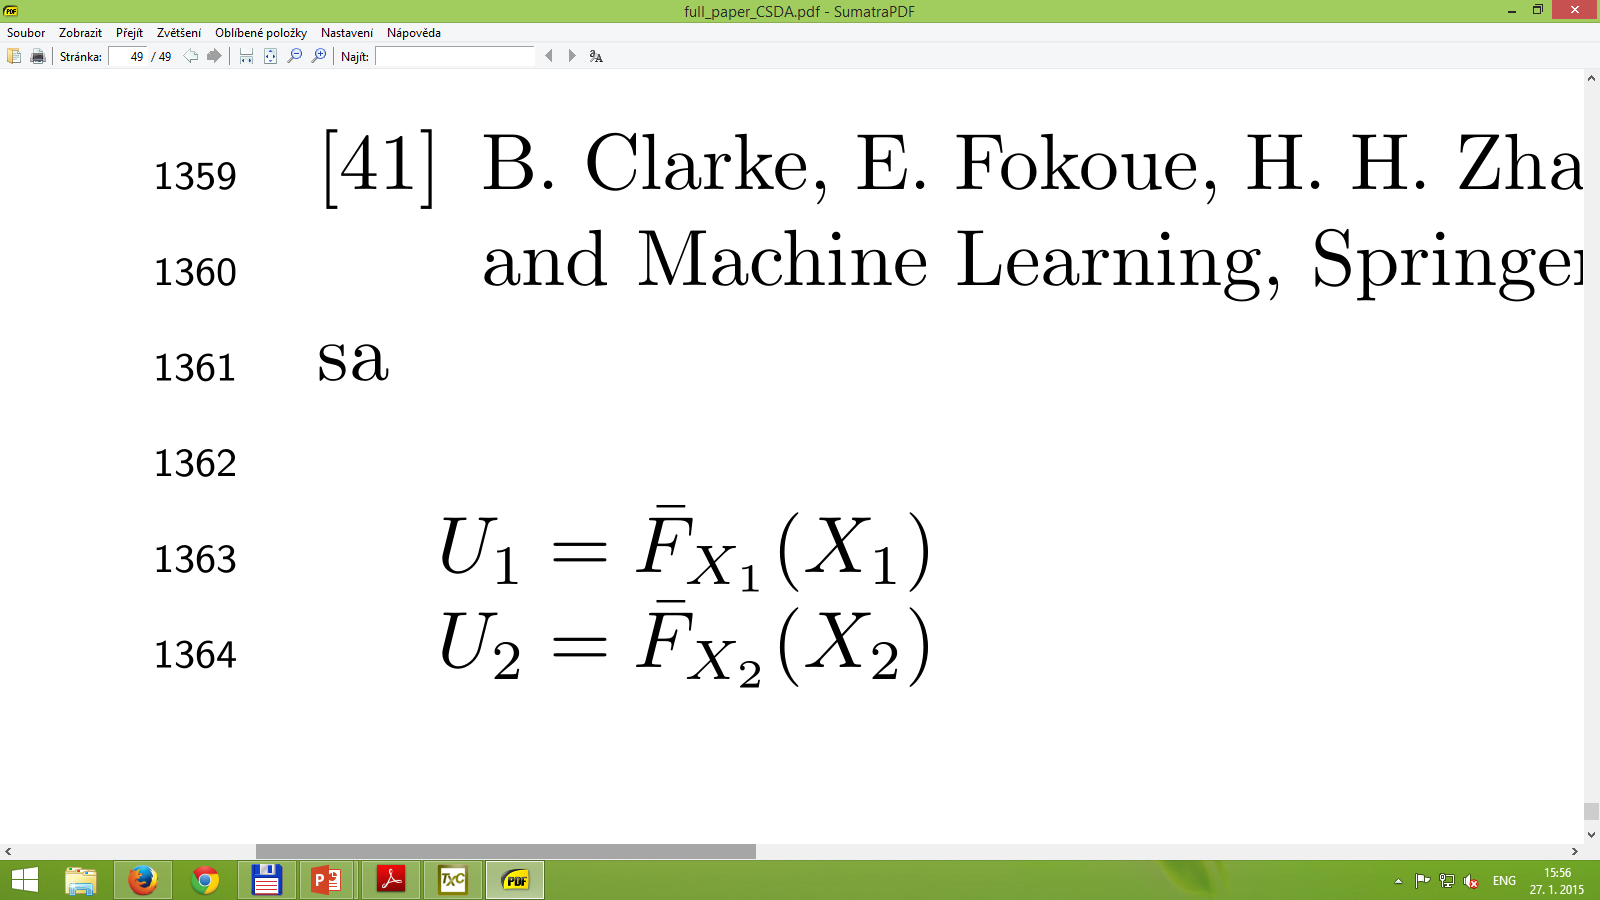 full_paper_CSDA.pdf - SumatraPDF
Soubor Zobrazit Přejít Zvětšení Oblíbené položky Nastavení Nápověda
Stránka: 49 / 49 Najít:
1359 [41] B. Clarke, E. Fokoue, H. H. Zha
1360 and Machine Learning, Springer
1361 sa
1362
1363 U₁ = F̄_{X₁}(X₁)
1364 U₂ = F̄_{X₂}(X₂)
ENG 15:56
27. 1. 2015